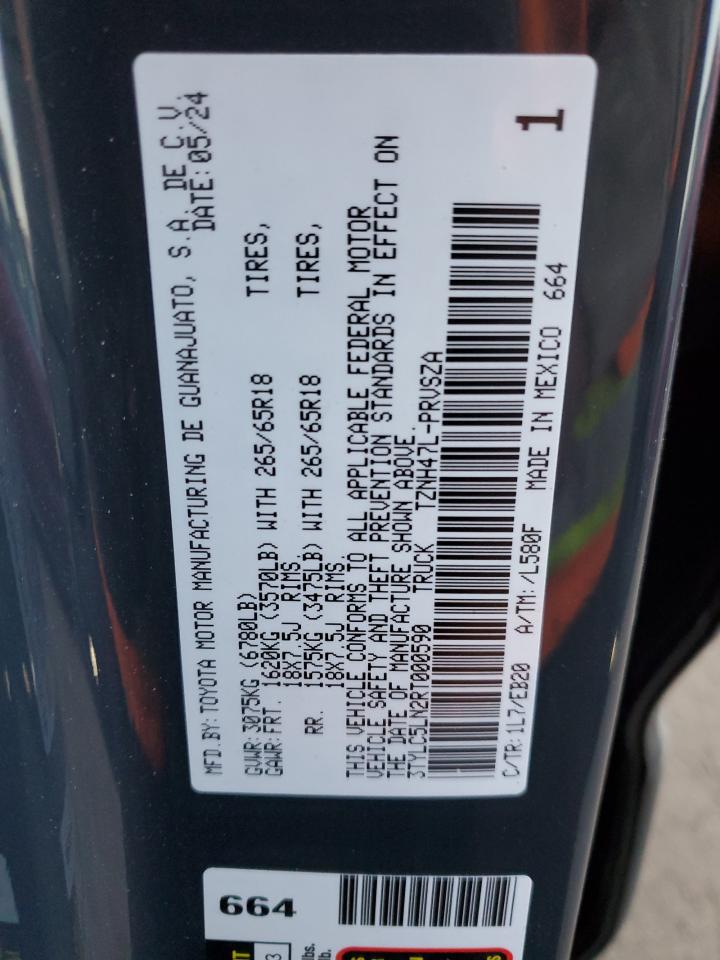 MFD.BY:TOYOTA MOTOR MANUFACTURING DE GUANAJUATO, S.A. DE C.V.
DATE:05/24
GVWR:3075KG (6780LB)
GAWR:FRT. 1620KG (3570LB) WITH 265/65R18 TIRES,
18X7.5J RIMS.
RR. 1575KG (3475LB) WITH 265/65R18 TIRES,
18X7.5J RIMS.
THIS VEHICLE CONFORMS TO ALL APPLICABLE FEDERAL MOTOR
VEHICLE SAFETY AND THEFT PREVENTION STANDARDS IN EFFECT ON
THE DATE OF MANUFACTURE SHOWN ABOVE.
3TYLC5LN2RT000590 TRUCK TZNH47L-PRVSZA
C/TR:1L7/EB20 A/TM:/L580F MADE IN MEXICO 664
1
664
3
lbs.
lb.